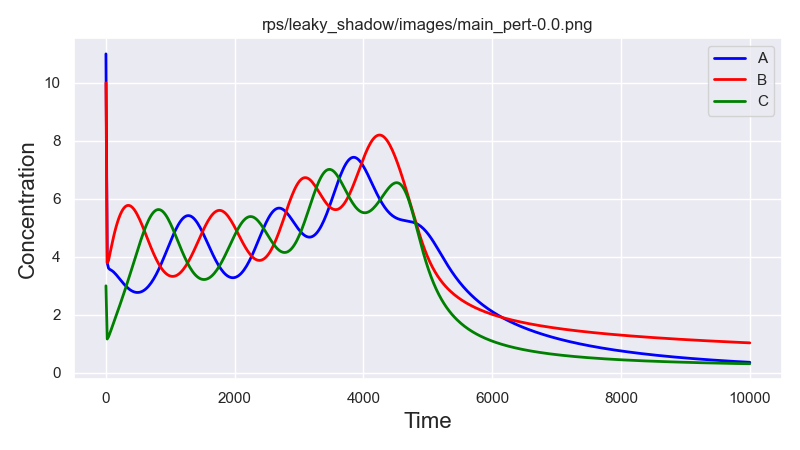 rps/leaky_shadow/images/main_pert-0.0.png
A
B
C
10
8
6
4
2
0
Concentration
0 2000 4000 6000 8000 10000
Time